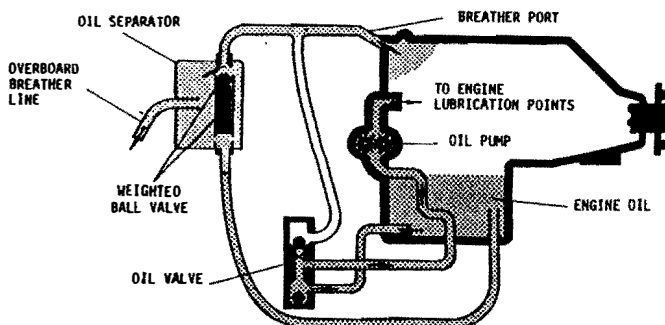 BREATHER PORT
OIL SEPARATOR
OVERBOARD
BREATHER
LINE
TO ENGINE
LUBRICATION POINTS
OIL PUMP
WEIGHTED
BALL VALVE
ENGINE OIL
OIL VALVE